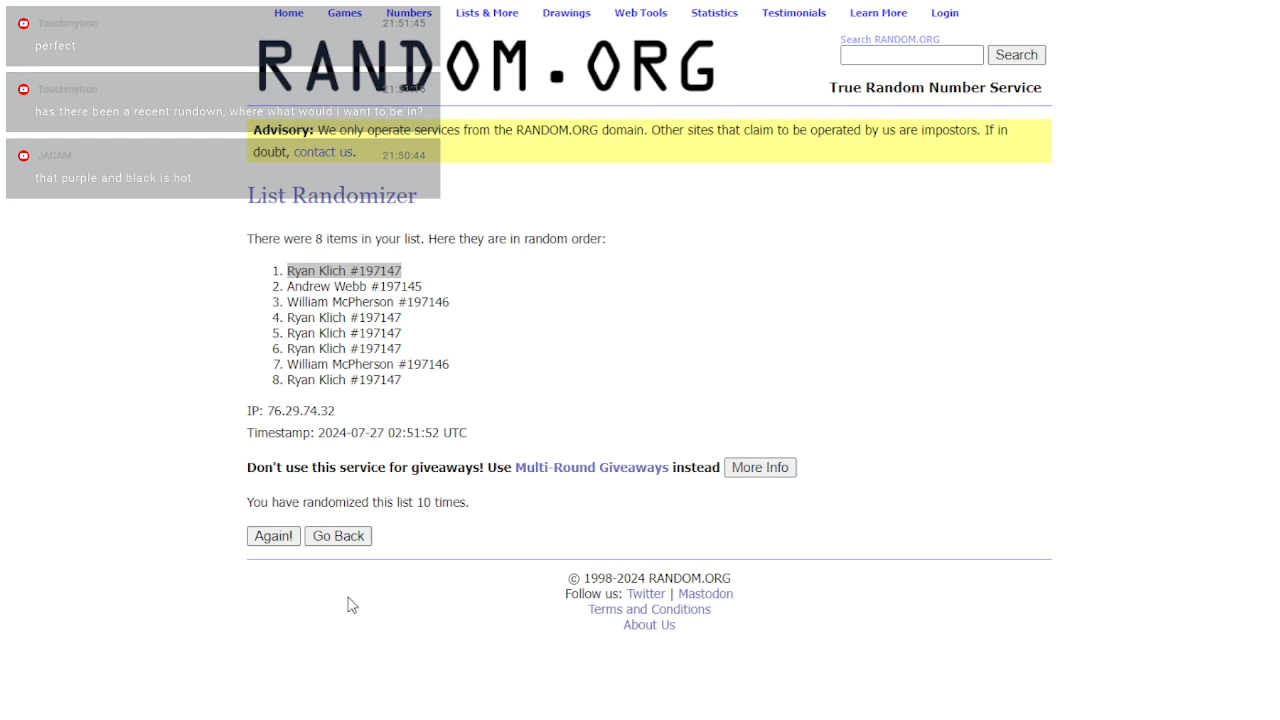 Touchmytron 21:51:45
perfect
Touchmytron
has there been a recent rundown, where what would i want to be in?
JACAM 21:50:44
that purple and black is hot
Home Games Numbers Lists & More Drawings Web Tools Statistics Testimonials Learn More Login
RANDOM.ORG
Search RANDOM.ORG
Search
True Random Number Service
Advisory: We only operate services from the RANDOM.ORG domain. Other sites that claim to be operated by us are impostors. If in
doubt, contact us.
List Randomizer
There were 8 items in your list. Here they are in random order:
1. Ryan Klich #197147
2. Andrew Webb #197145
3. William McPherson #197146
4. Ryan Klich #197147
5. Ryan Klich #197147
6. Ryan Klich #197147
7. William McPherson #197146
8. Ryan Klich #197147
IP: 76.29.74.32
Timestamp: 2024-07-27 02:51:52 UTC
Don't use this service for giveaways! Use Multi-Round Giveaways instead More Info
You have randomized this list 10 times.
Again! Go Back
© 1998-2024 RANDOM.ORG
Follow us: Twitter | Mastodon
Terms and Conditions
About Us